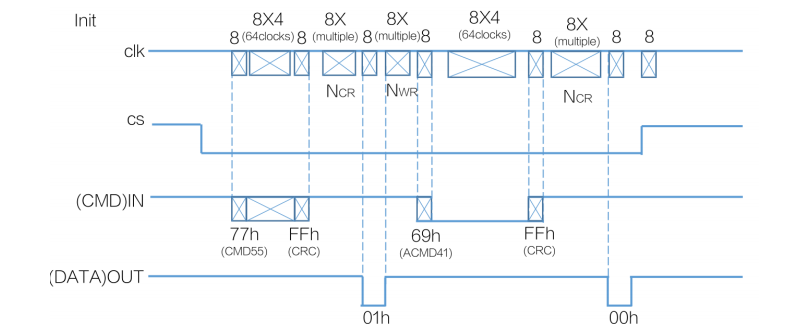 Init
8X4
8X
8X
8X4
8X
8 (64clocks) 8 (multiple) 8 (multiple) 8 (64clocks) 8 (multiple) 8 8
clk
NCR
NWR
NCR
cs
(CMD)IN
77h
(CMD55)
FFh
(CRC)
69h
(ACMD41)
FFh
(CRC)
(DATA)OUT
01h
00h